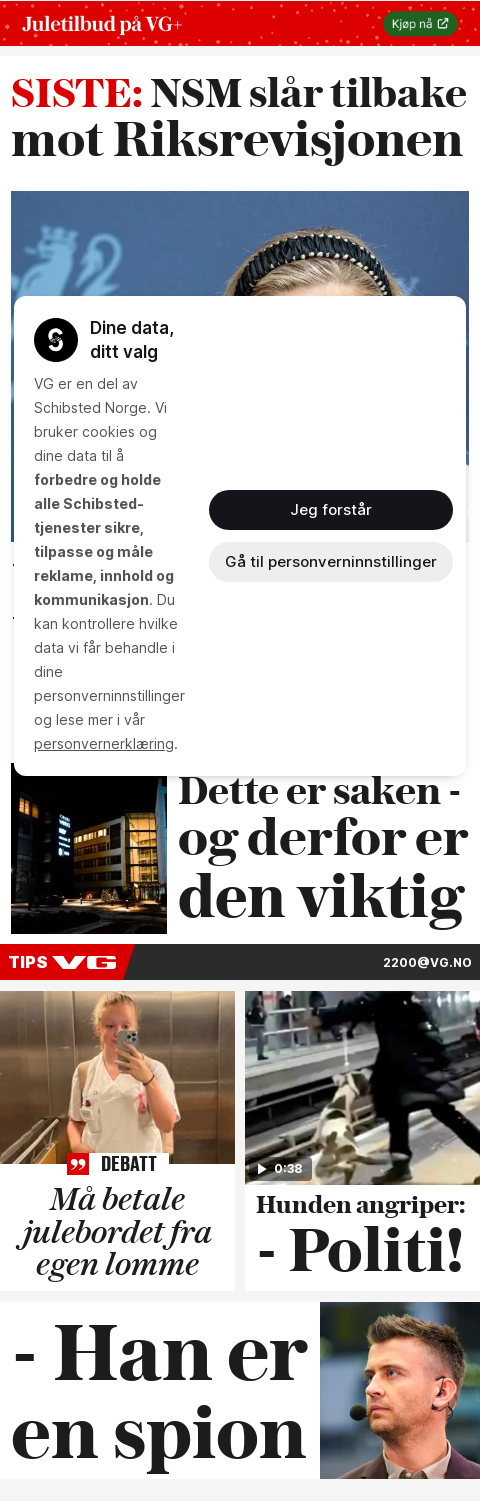 Juletilbud på VG+
Kjøp nå
SISTE: NSM slår tilbake
mot Riksrevisjonen
Dine data,
ditt valg
VG er en del av
Schibsted Norge. Vi
bruker cookies og
dine data til å
forbedre og holde
alle Schibsted-
tjenester sikre,
tilpasse og måle
reklame, innhold og
kommunikasjon. Du
kan kontrollere hvilke
data vi får behandle i
dine
personverninnstillinger
og lese mer i vår
personvernerklæring.
Jeg forstår
Gå til personverninnstillinger
Dette er saken -
og derfor er
den viktig
TIPS VG
2200@VG.NO
DEBATT
Må betale
julebordet fra
egen lomme
0:38
Hunden angriper:
- Politi!
- Han er
en spion